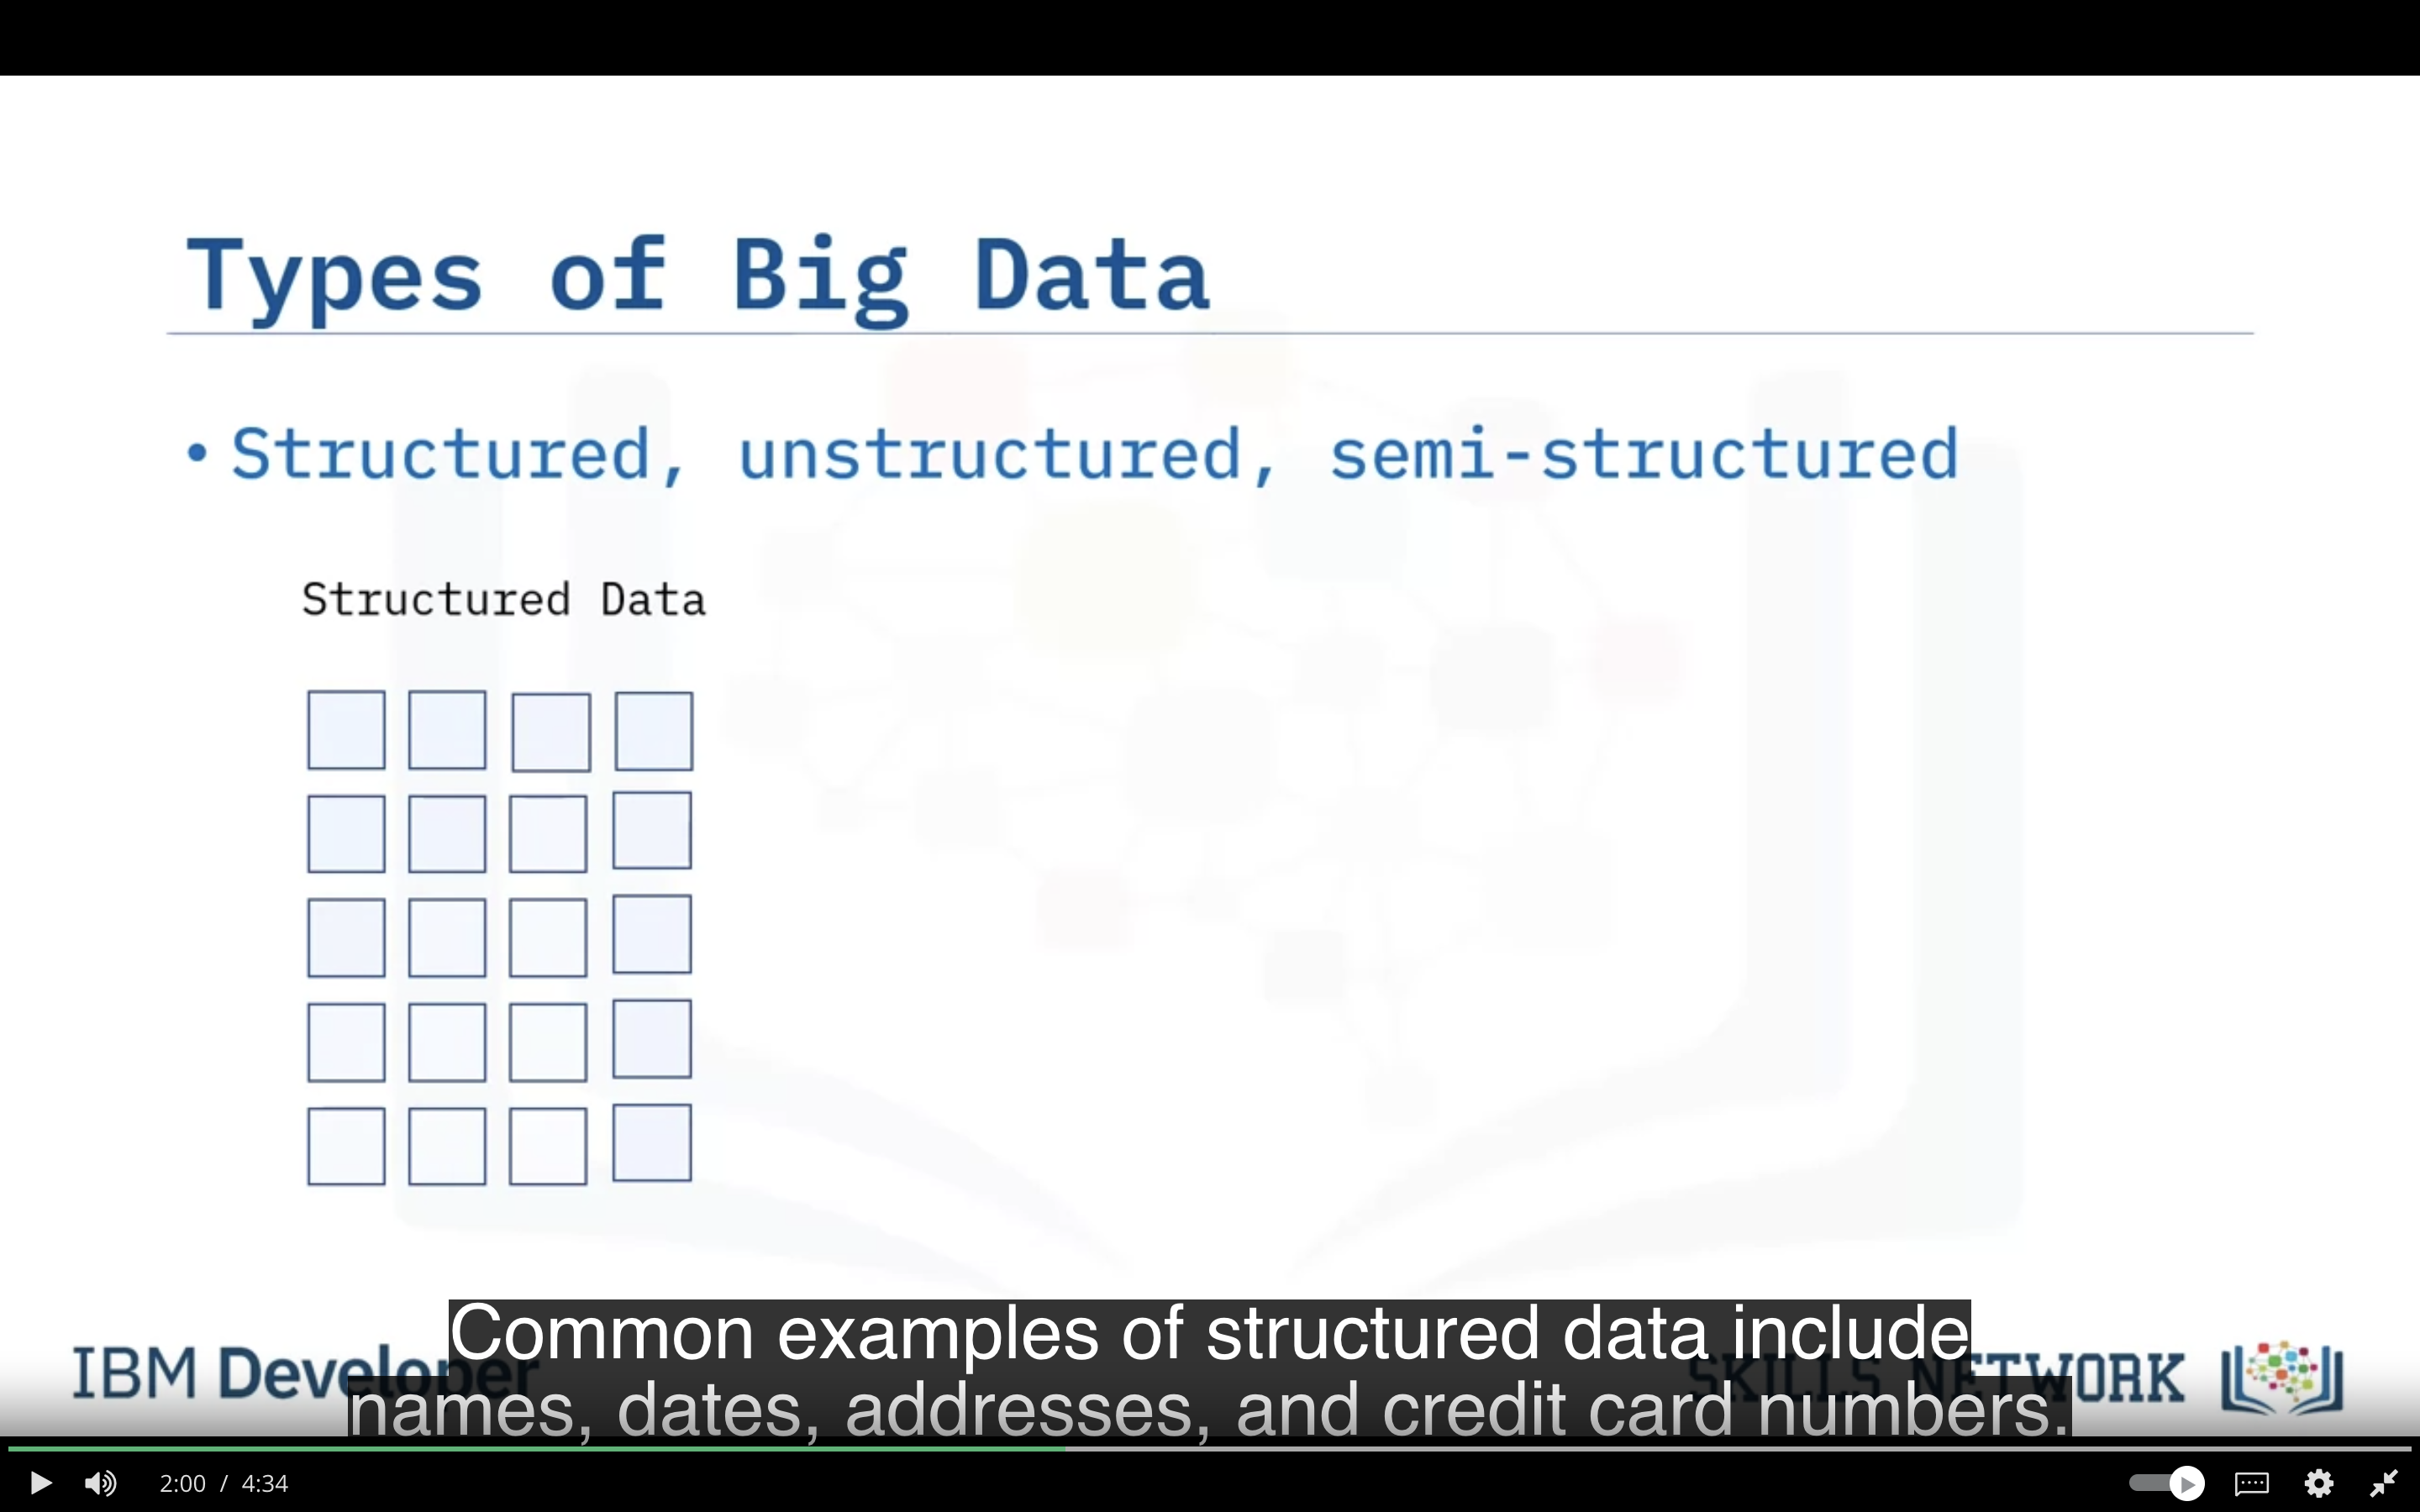 Types of Big Data
• Structured, unstructured, semi-structured
Structured Data
Common examples of structured data include
names, dates, addresses, and credit card numbers.
IBM Developer
SKILLS NETWORK
2:00 / 4:34